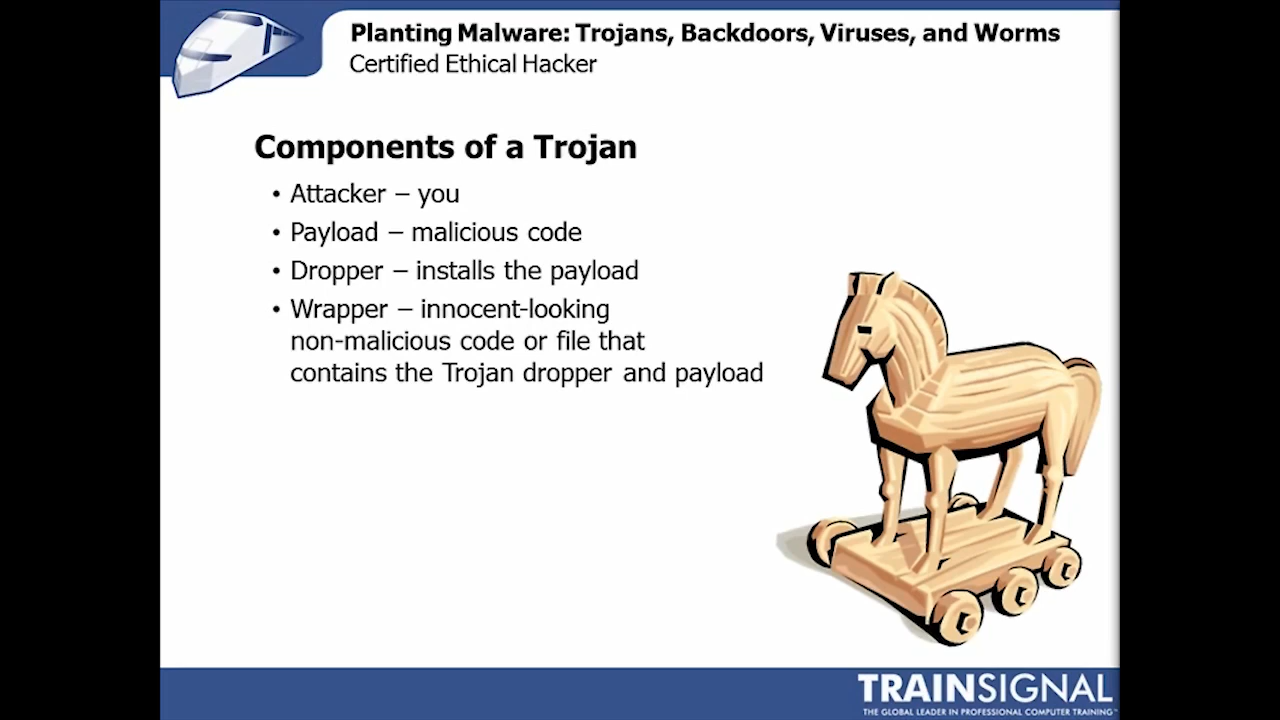 Planting Malware: Trojans, Backdoors, Viruses, and Worms
Certified Ethical Hacker
Components of a Trojan
• Attacker – you
• Payload – malicious code
• Dropper – installs the payload
• Wrapper – innocent-looking
non-malicious code or file that
contains the Trojan dropper and payload
TRAINSIGNAL
THE GLOBAL LEADER IN PROFESSIONAL COMPUTER TRAINING